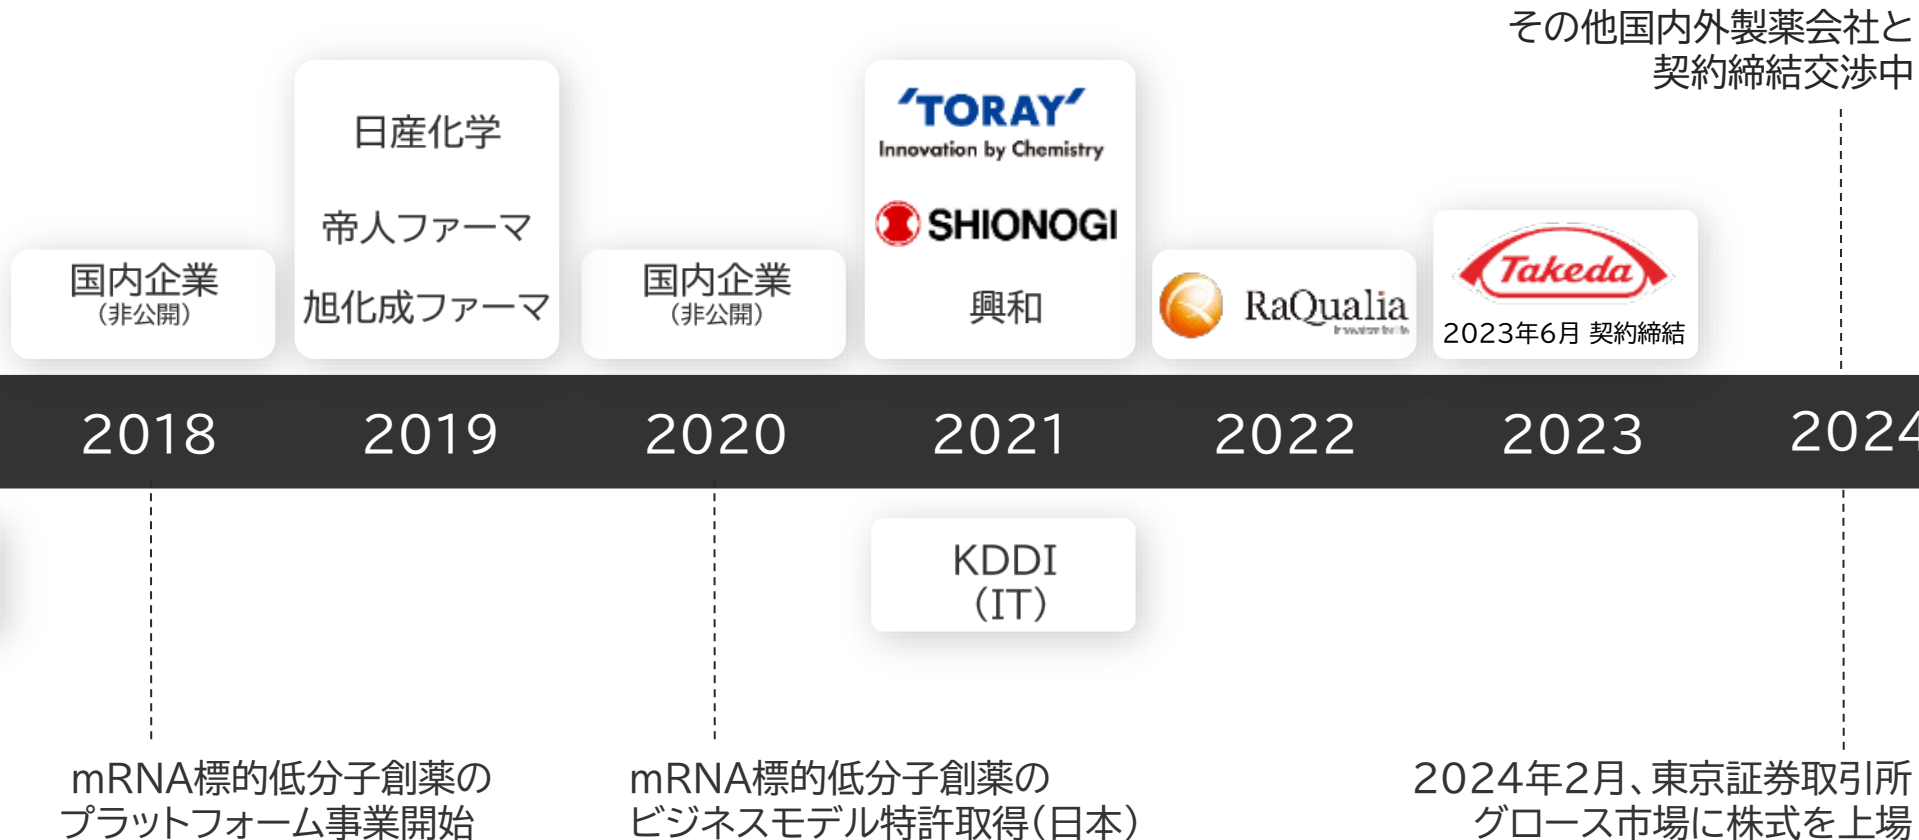 その他国内外製薬会社と
契約締結交渉中
国内企業
（非公開）
日産化学
帝人ファーマ
旭化成ファーマ
国内企業
（非公開）
'TORAY'
Innovation by Chemistry
SHIONOGI
興和
RaQualia
Takeda
2023年6月 契約締結
2018
2019
2020
2021
2022
2023
2024
KDDI
（IT）
mRNA標的低分子創薬の
プラットフォーム事業開始
mRNA標的低分子創薬の
ビジネスモデル特許取得（日本）
2024年2月、東京証券取引所
グロース市場に株式を上場